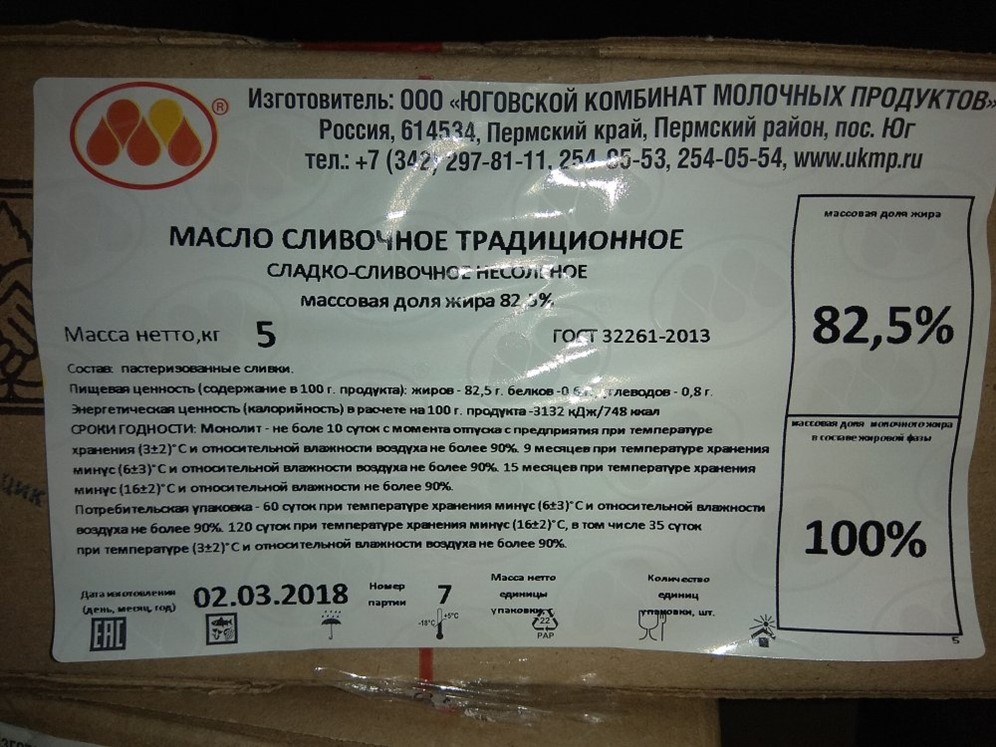 Изготовитель: ООО «ЮГОВСКОЙ КОМБИНАТ МОЛОЧНЫХ ПРОДУКТОВ»
Россия, 614534, Пермский край, Пермский район, пос. Юг
тел.: +7 (342) 297-81-11, 254-05-53, 254-05-54, www.ukmp.ru
®
МАСЛО СЛИВОЧНОЕ ТРАДИЦИОННОЕ
СЛАДКО-СЛИВОЧНОЕ НЕСОЛЕНОЕ
массовая доля жира 82,5%
Масса нетто,кг 5 ГОСТ 32261-2013
Состав: пастеризованные сливки.
Пищевая ценность (содержание в 100 г. продукта): жиров - 82,5 г. белков -0,6 г. углеводов - 0,8 г.
Энергетическая ценность (калорийность) в расчете на 100 г. продукта -3132 кДж/748 ккал
СРОКИ ГОДНОСТИ: Монолит - не более 10 суток с момента отпуска с предприятия при температуре
хранения (3±2)°С и относительной влажности воздуха не более 90%. 9 месяцев при температуре хранения
минус (6±3)°С и относительной влажности воздуха не более 90%. 15 месяцев при температуре хранения
минус (16±2)°С и относительной влажности не более 90%.
Потребительская упаковка - 60 суток при температуре хранения минус (6±3)°С и относительной влажности
воздуха не более 90%. 120 суток при температуре хранения минус (16±2)°С, в том числе 35 суток
при температуре (3±2)°С и относительной влажности воздуха не более 90%.
массовая доля жира
82,5%
массовая доля молочного жира
в составе жировой фазы
100%
Дата изготовления
(день, месяц, год)
02.03.2018
Номер
партии
7
Масса нетто
единицы
упаковки, г
Количество
единиц
упаковки, шт.
EAC
-18°C +5°C
22
PAP
5